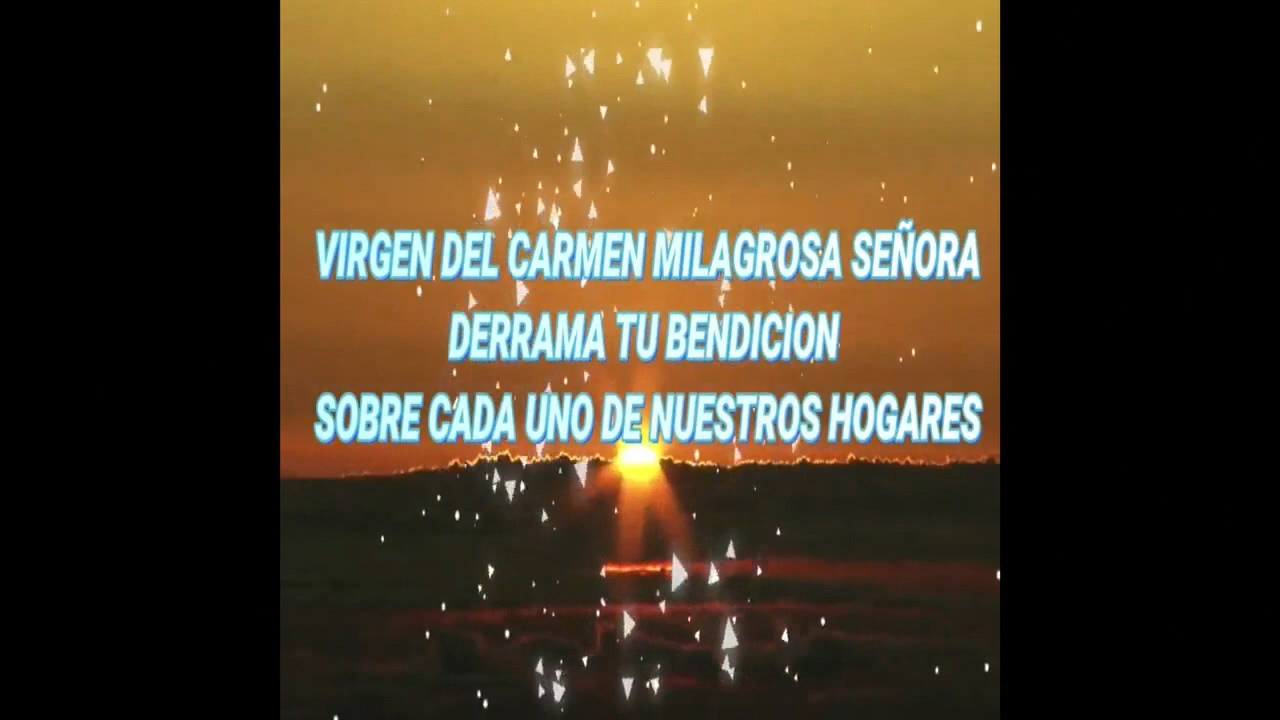 VIRGEN DEL CARMEN MILAGROSA SEÑORA
DERRAMA TU BENDICION
SOBRE CADA UNO DE NUESTROS HOGARES